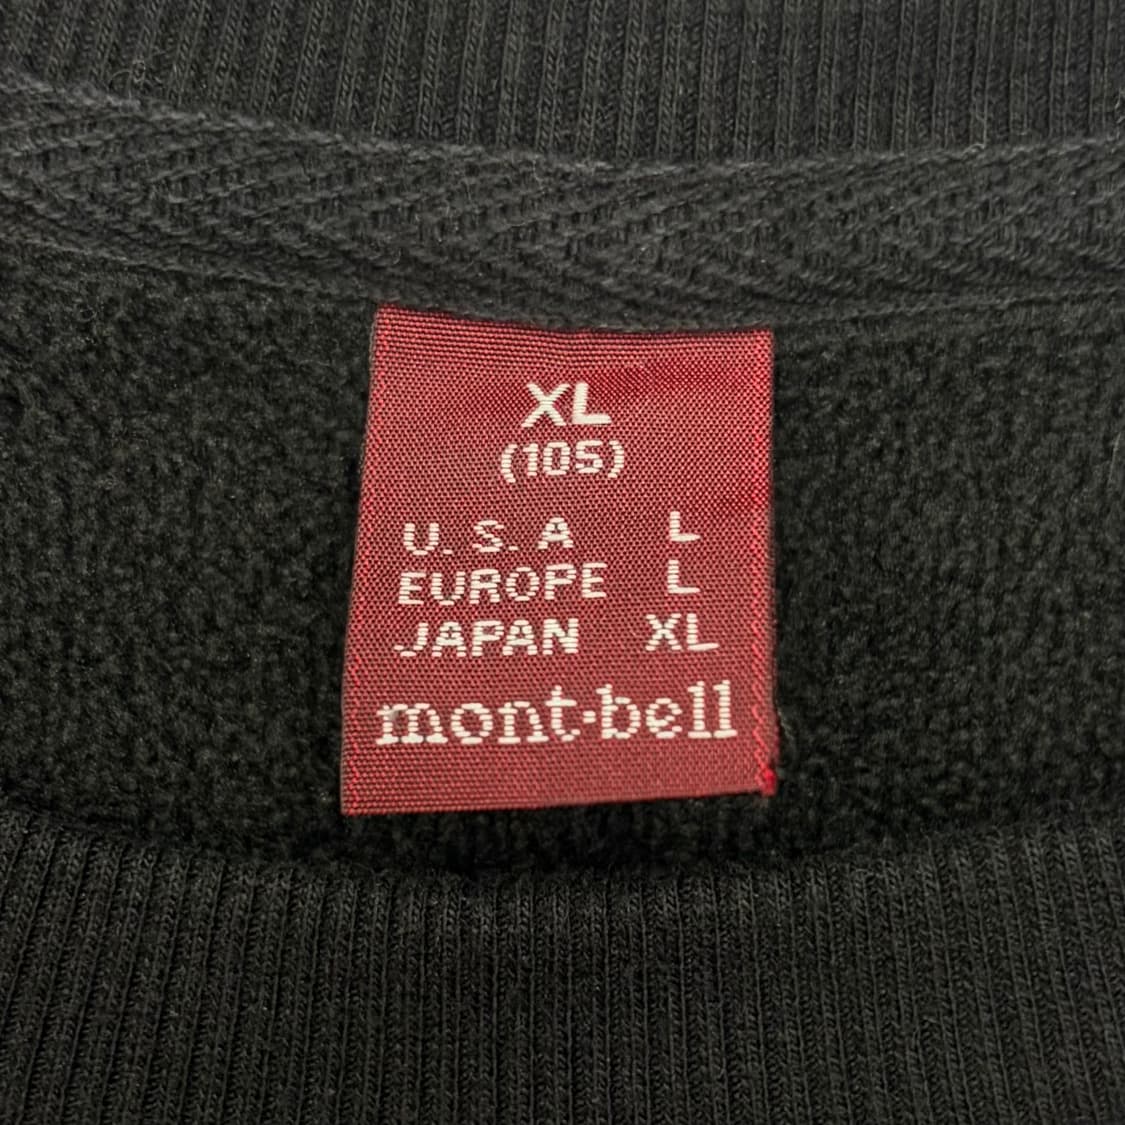 XL
(105)
U.S.A L
EUROPE L
JAPAN XL
mont-bell